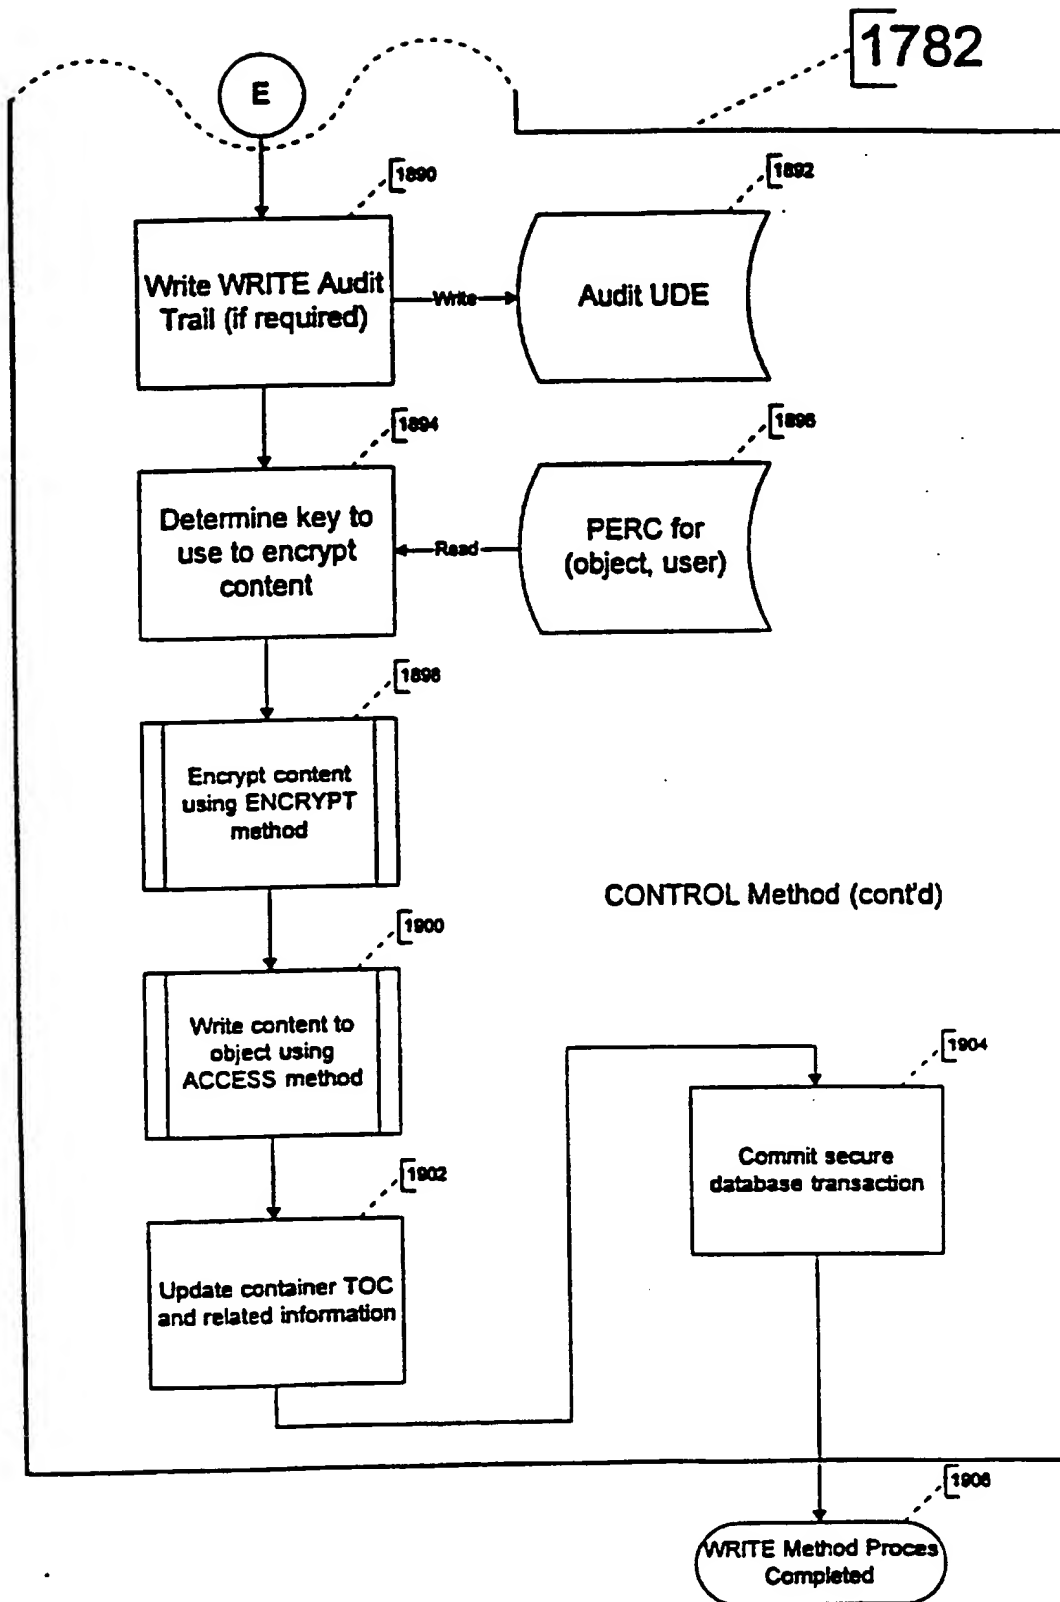 1782
E
1890
1892
Write WRITE Audit
Trail (if required)
Write
Audit UDE
1894
1896
Determine key to
use to encrypt
content
Read
PERC for
(object, user)
1898
Encrypt content
using ENCRYPT
method
CONTROL Method (cont'd)
1900
Write content to
object using
ACCESS method
1904
Commit secure
database transaction
1902
Update container TOC
and related information
1906
WRITE Method Proces
Completed